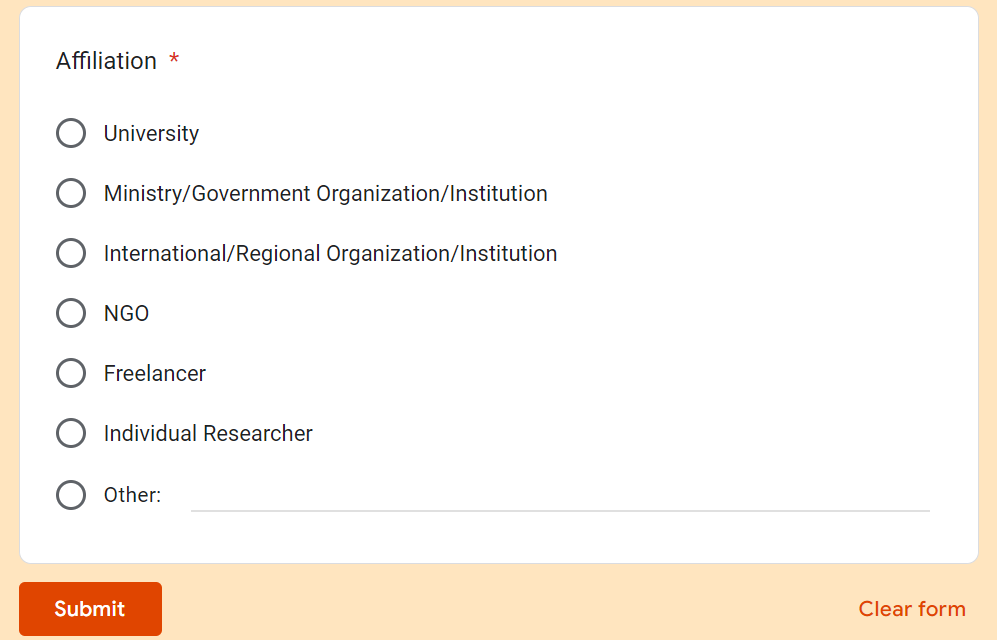 Affiliation *
University
Ministry/Government Organization/Institution
International/Regional Organization/Institution
NGO
Freelancer
Individual Researcher
Other:
Submit Clear form